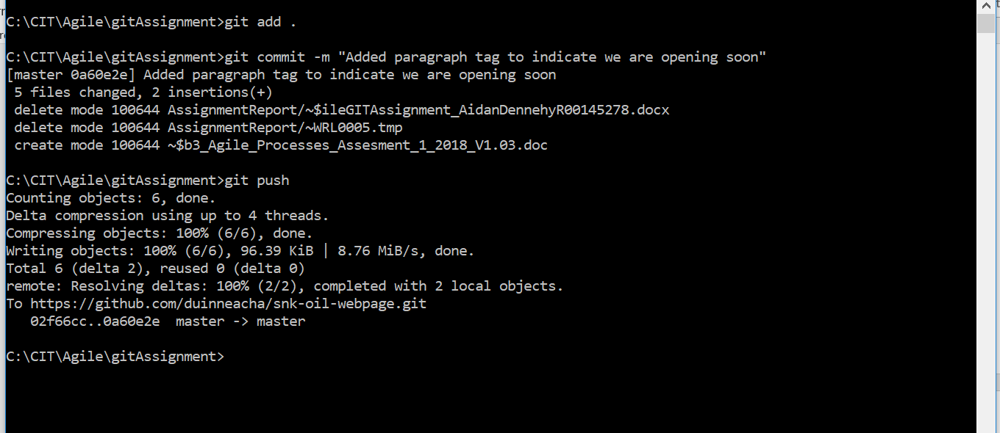 C:\CIT\Agile\gitAssignment>git add .
C:\CIT\Agile\gitAssignment>git commit -m "Added paragraph tag to indicate we are opening soon"
[master 0a60e2e] Added paragraph tag to indicate we are opening soon
 5 files changed, 2 insertions(+)
 delete mode 100644 AssignmentReport/~$ileGITAssignment_AidanDennehyR00145278.docx
 delete mode 100644 AssignmentReport/~WRL0005.tmp
 create mode 100644 ~$b3_Agile_Processes_Assesment_1_2018_V1.03.doc
C:\CIT\Agile\gitAssignment>git push
Counting objects: 6, done.
Delta compression using up to 4 threads.
Compressing objects: 100% (6/6), done.
Writing objects: 100% (6/6), 96.39 KiB | 8.76 MiB/s, done.
Total 6 (delta 2), reused 0 (delta 0)
remote: Resolving deltas: 100% (2/2), completed with 2 local objects.
To https://github.com/duinneacha/snk-oil-webpage.git
   02f66cc..0a60e2e  master -> master
C:\CIT\Agile\gitAssignment>